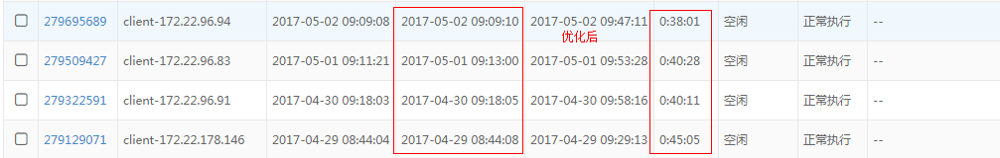 279695689 client-172.22.96.94 2017-05-02 09:09:08 2017-05-02 09:09:10 2017-05-02 09:47:11 0:38:01 空闲 正常执行 --
优化后
279509427 client-172.22.96.83 2017-05-01 09:11:21 2017-05-01 09:13:00 2017-05-01 09:53:28 0:40:28 空闲 正常执行 --
279322591 client-172.22.96.91 2017-04-30 09:18:03 2017-04-30 09:18:05 2017-04-30 09:58:16 0:40:11 空闲 正常执行 --
279129071 client-172.22.178.146 2017-04-29 08:44:04 2017-04-29 08:44:08 2017-04-29 09:29:13 0:45:05 空闲 正常执行 --